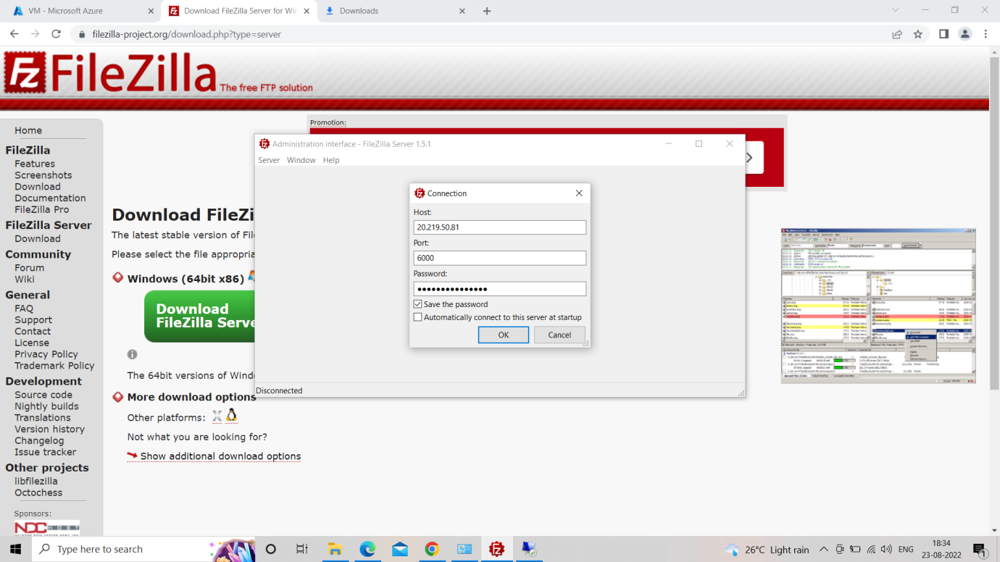 VM - Microsoft Azure
Download FileZilla Server for Win
Downloads
filezilla-project.org/download.php?type=server
FileZilla The free FTP solution
Promotion:
Home
FileZilla
Features
Screenshots
Download
Documentation
FileZilla Pro
FileZilla Server
Download
Community
Forum
Wiki
General
FAQ
Support
Contact
License
Privacy Policy
Trademark Policy
Development
Source code
Nightly builds
Translations
Version history
Changelog
Issue tracker
Other projects
libfilezilla
Octochess
Sponsors:
NDC HOST
Download FileZi
The latest stable version of File
Please select the file appropria
Windows (64bit x86)
Download
FileZilla Serve
The 64bit versions of Windo
More download options
Other platforms:
Not what you are looking for?
Show additional download options
Administration interface - FileZilla Server 1.5.1
Server Window Help
Connection
Host:
20.219.50.81
Port:
6000
Password:
Save the password
Automatically connect to this server at startup
OK Cancel
Disconnected
Type here to search
26°C Light rain
ENG
18:34
23-08-2022
1